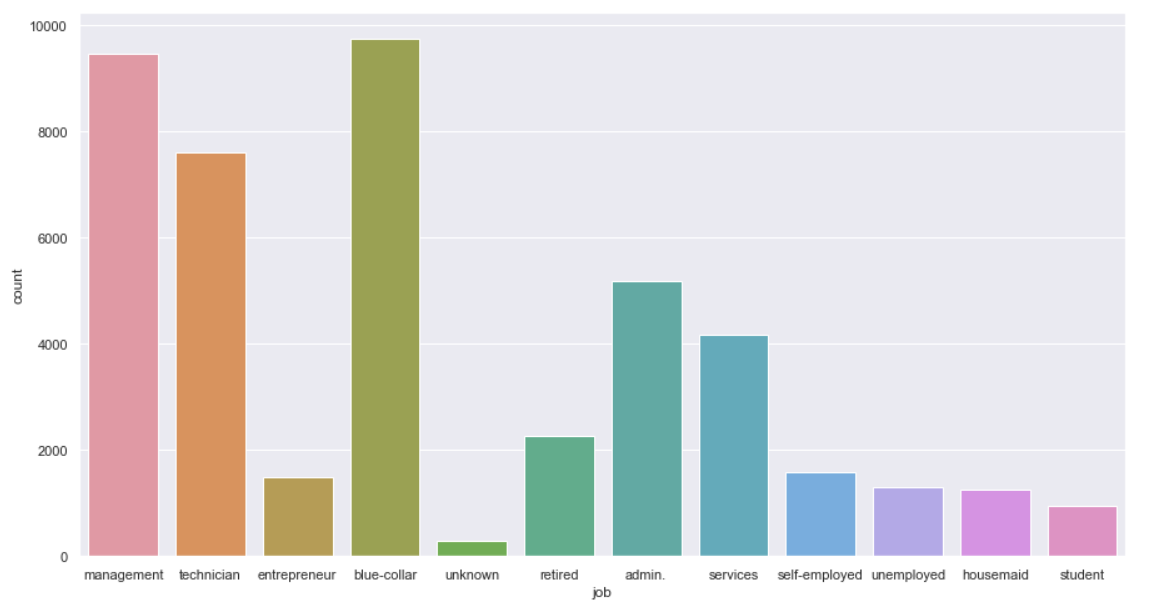 10000
8000
6000
4000
2000
0
count
management technician entrepreneur blue-collar unknown retired admin. services self-employed unemployed housemaid student
job